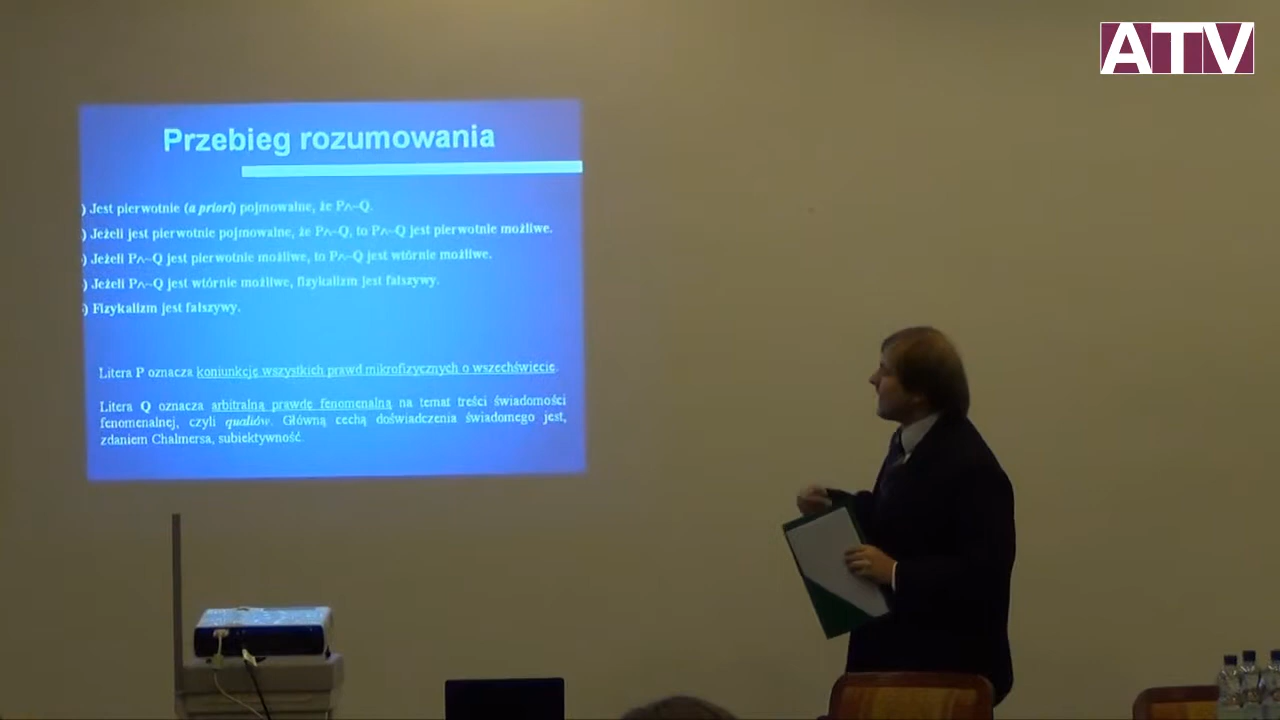 ATV
Przebieg rozumowania
) Jest pierwotnie (a priori) pojmowalne, że P∧~Q.
) Jeżeli jest pierwotnie pojmowalne, że P∧~Q, to P∧~Q jest pierwotnie możliwe.
) Jeżeli P∧~Q jest pierwotnie możliwe, to P∧~Q jest wtórnie możliwe.
) Jeżeli P∧~Q jest wtórnie możliwe, fizykalizm jest fałszywy.
) Fizykalizm jest fałszywy.
Litera P oznacza koniunkcję wszystkich prawd mikrofizycznych o wszechświecie.
Litera Q oznacza arbitralną prawdę fenomenalną na temat treści świadomości
fenomenalnej, czyli qualiów. Główną cechą doświadczenia świadomego jest,
zdaniem Chalmersa, subiektywność.